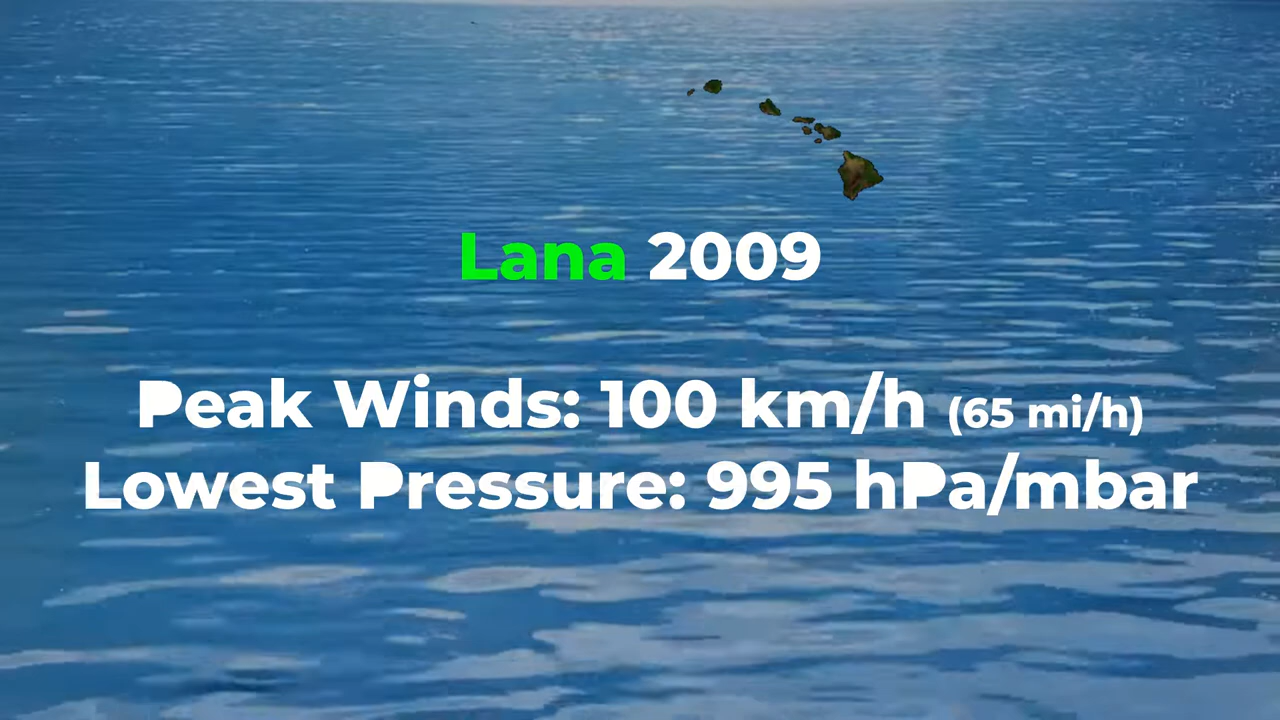 Lana 2009
Peak Winds: 100 km/h (65 mi/h)
Lowest Pressure: 995 hPa/mbar